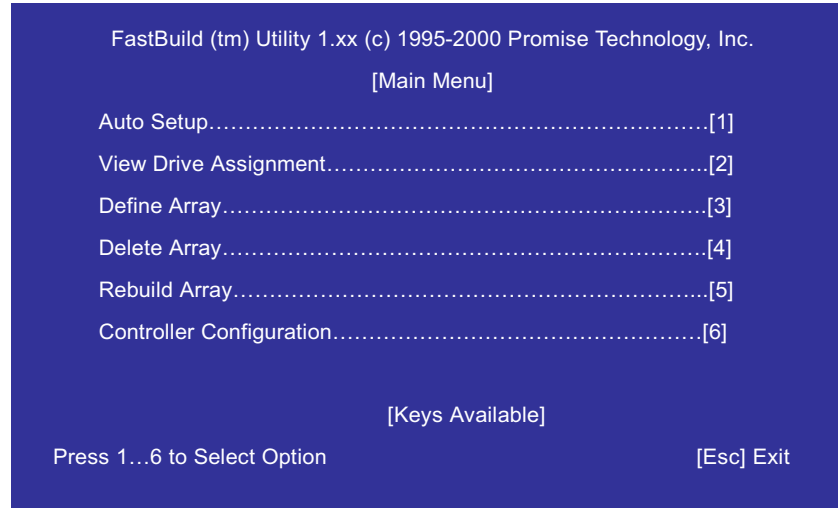 FastBuild (tm) Utility 1.xx (c) 1995-2000 Promise Technology, Inc.
[Main Menu]
Auto Setup……………………………………………………………[1]
View Drive Assignment……………………………………………..[2]
Define Array………………………………………………………….[3]
Delete Array………………………………………………………….[4]
Rebuild Array………………………………………………………...[5]
Controller Configuration……………………………………………[6]
[Keys Available]
Press 1…6 to Select Option [Esc] Exit